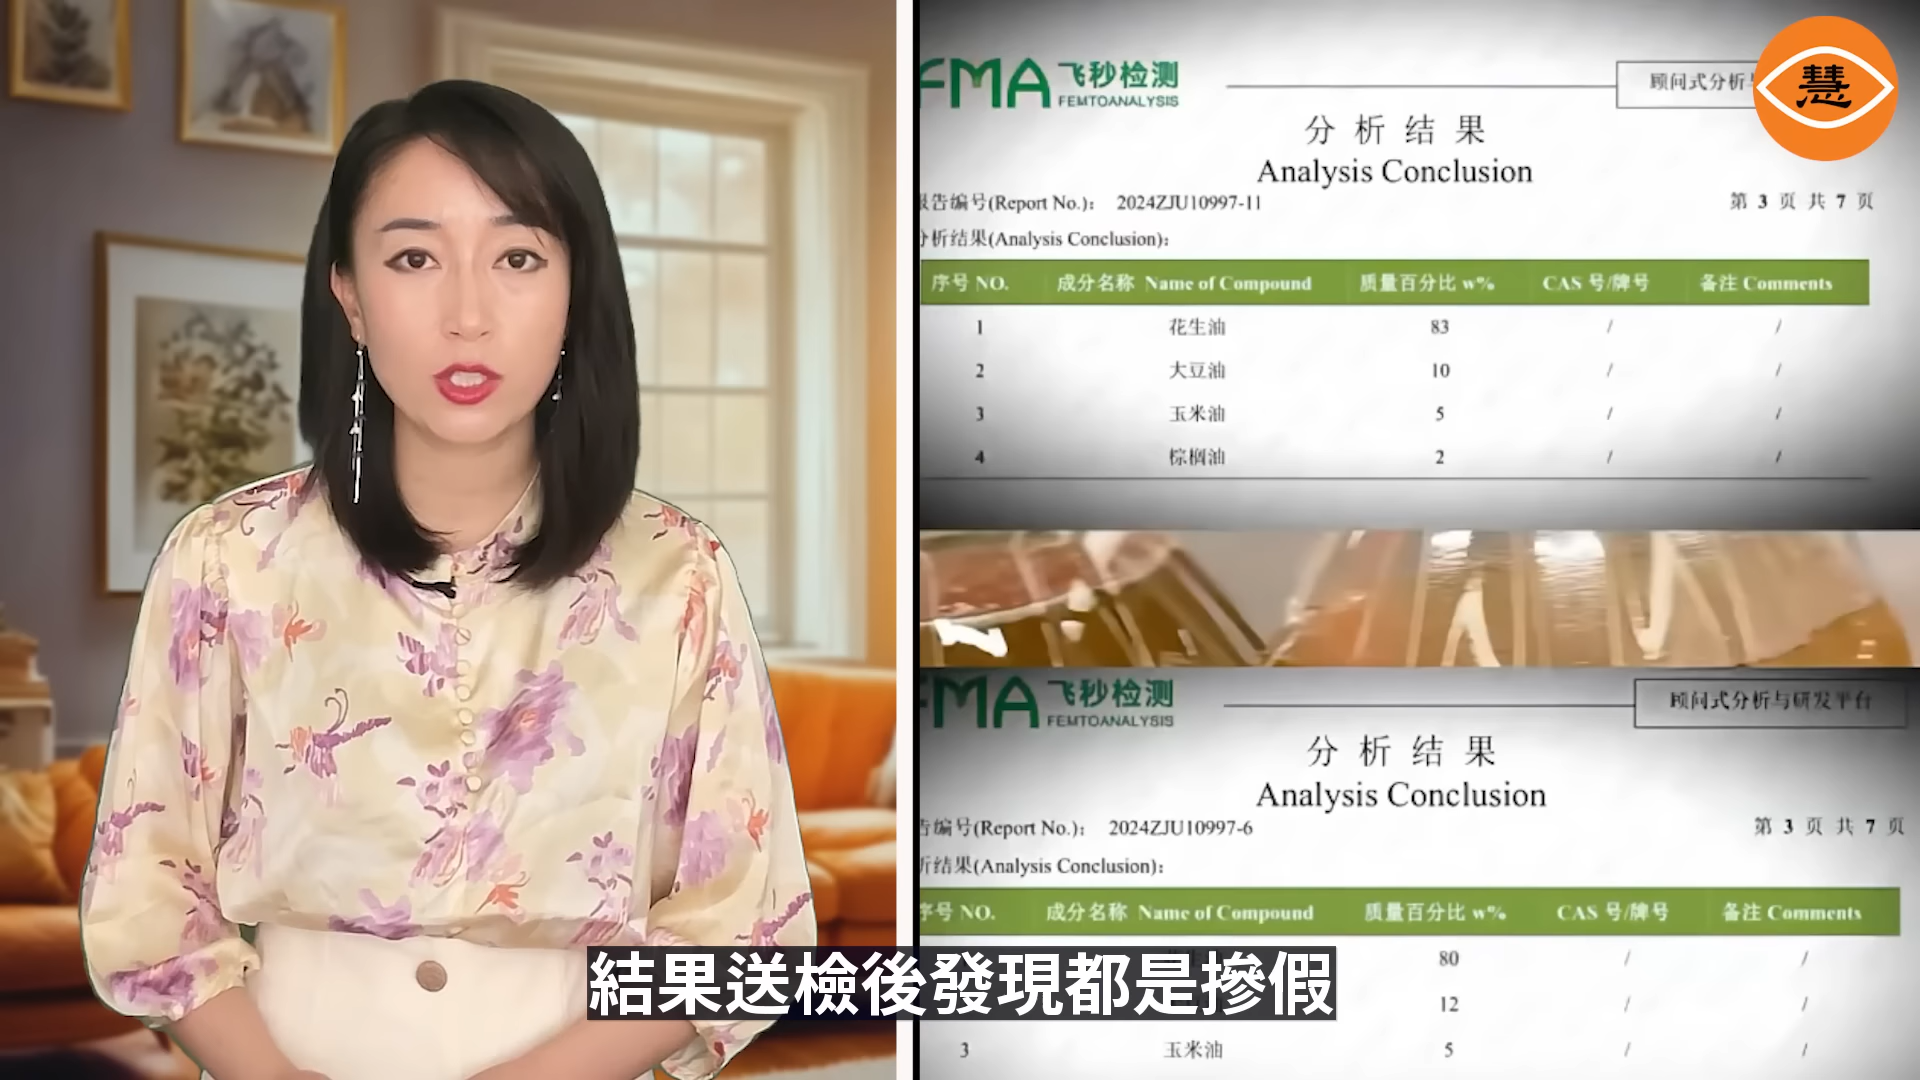 慧
FMA 飞秒检测
FEMTOANALYSIS
顾问式分析
分析结果
Analysis Conclusion
告编号(Report No.): 2024ZJU10997-11
第 3 页 共 7 页
析结果(Analysis Conclusion):
序号 NO. 成分名称 Name of Compound 质量百分比 w% CAS 号/牌号 备注 Comments
1 花生油 83 / /
2 大豆油 10 / /
3 玉米油 5 / /
4 棕榈油 2 / /
FMA 飞秒检测
FEMTOANALYSIS
顾问式分析与研发平台
分析结果
Analysis Conclusion
编号(Report No.): 2024ZJU10997-6
第 3 页 共 7 页
结果(Analysis Conclusion):
号 NO. 成分名称 Name of Compound 质量百分比 w% CAS 号/牌号 备注 Comments
80 / /
12 / /
3 玉米油 5 / /
結果送檢後發現都是摻假